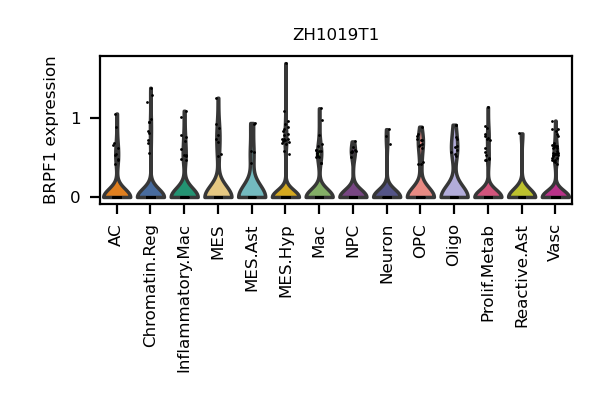 ZH1019T1
BRPF1 expression
1
0
AC
Chromatin.Reg
Inflammatory.Mac
MES
MES.Ast
MES.Hyp
Mac
NPC
Neuron
OPC
Oligo
Prolif.Metab
Reactive.Ast
Vasc